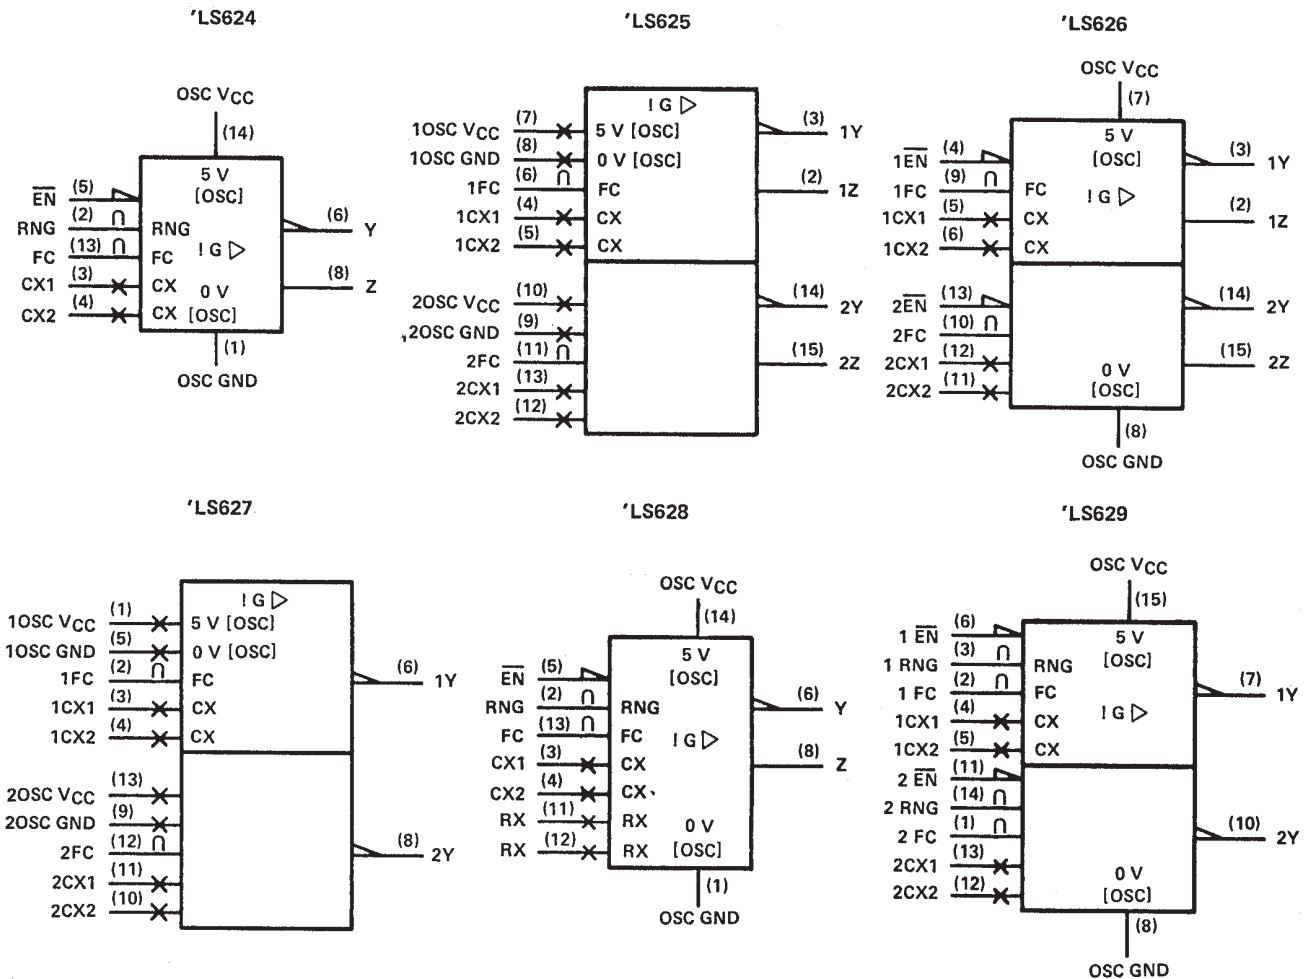 'LS624
OSC VCC
(14)
5 V
[OSC]
EN (5)
RNG (2) ∩ RNG
FC (13) ∩ FC
CX1 (3) CX
CX2 (4) CX
! G ▷
0 V
[OSC]
(6) Y
(8) Z
(1)
OSC GND
'LS625
! G ▷
1OSC VCC (7) 5 V [OSC]
1OSC GND (8) 0 V [OSC]
1FC (6) ∩ FC
1CX1 (4) CX
1CX2 (5) CX
(3) 1Y
(2) 1Z
2OSC VCC (10)
2OSC GND (9)
2FC (11) ∩
2CX1 (13)
2CX2 (12)
(14) 2Y
(15) 2Z
'LS626
OSC VCC
(7)
5 V
[OSC]
1EN (4)
1FC (9) ∩ FC
1CX1 (5) CX
1CX2 (6) CX
! G ▷
(3) 1Y
(2) 1Z
2EN (13)
2FC (10) ∩
2CX1 (12)
2CX2 (11)
0 V
[OSC]
(14) 2Y
(15) 2Z
(8)
OSC GND
'LS627
! G ▷
1OSC VCC (1) 5 V [OSC]
1OSC GND (5) 0 V [OSC]
1FC (2) ∩ FC
1CX1 (3) CX
1CX2 (4) CX
(6) 1Y
2OSC VCC (13)
2OSC GND (9)
2FC (12) ∩
2CX1 (11)
2CX2 (10)
(8) 2Y
'LS628
OSC VCC
(14)
5 V
[OSC]
EN (5)
RNG (2) ∩ RNG
FC (13) ∩ FC
CX1 (3) CX
CX2 (4) CX
RX (11) RX
RX (12) RX
! G ▷
0 V
[OSC]
(6) Y
(8) Z
(1)
OSC GND
'LS629
OSC VCC
(15)
5 V
[OSC]
1 EN (6)
1 RNG (3) ∩ RNG
1 FC (2) ∩ FC
1CX1 (4) CX
1CX2 (5) CX
! G ▷
(7) 1Y
2 EN (11)
2 RNG (14) ∩
2 FC (1) ∩
2CX1 (13)
2CX2 (12)
0 V
[OSC]
(10) 2Y
(8)
OSC GND